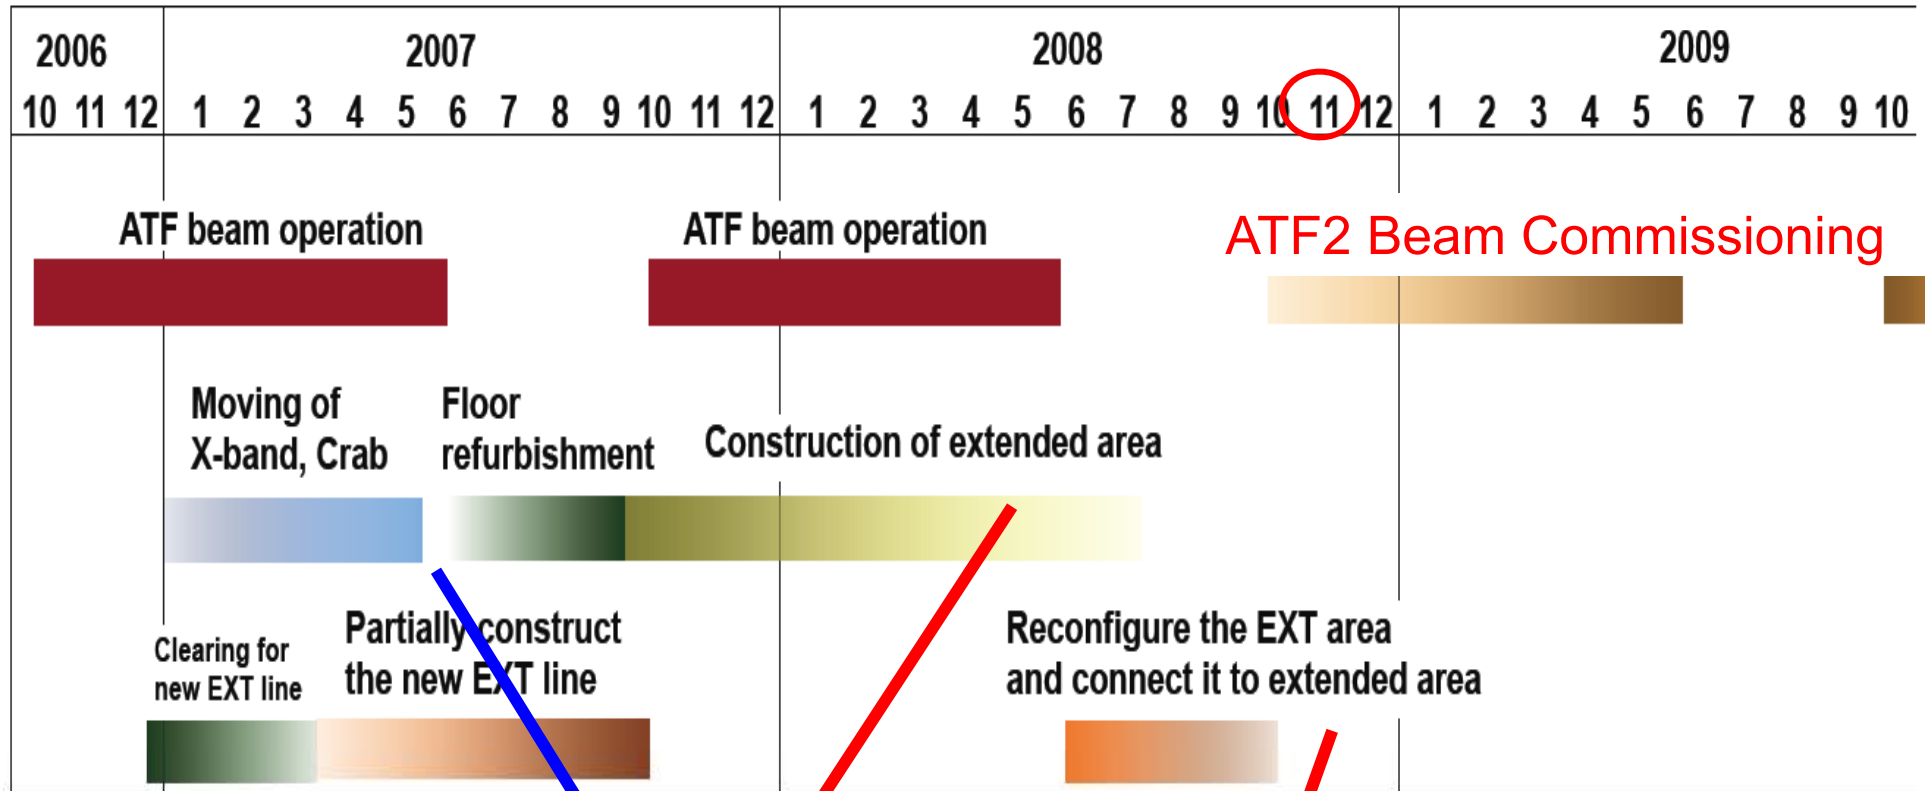 2006 2007 2008 2009
10 11 12 1 2 3 4 5 6 7 8 9 10 11 12 1 2 3 4 5 6 7 8 9 10 11 12 1 2 3 4 5 6 7 8 9 10
ATF beam operation ATF beam operation ATF2 Beam Commissioning
Moving of
X-band, Crab
Floor
refurbishment
Construction of extended area
Clearing for
new EXT line
Partially construct
the new EXT line
Reconfigure the EXT area
and connect it to extended area